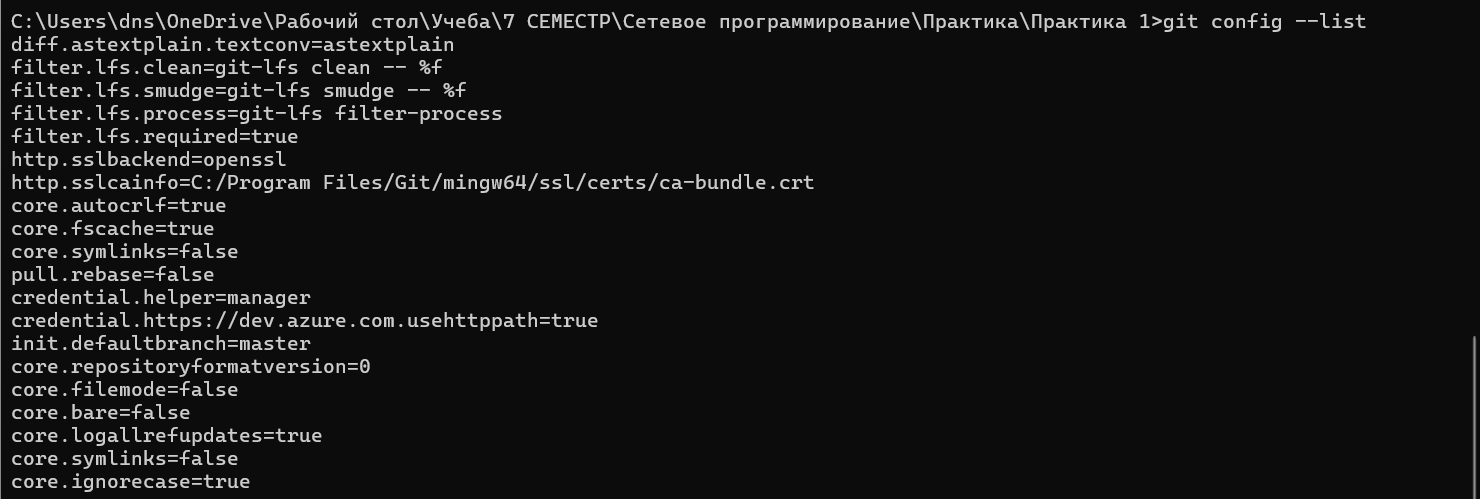 C:\Users\dns\OneDrive\Рабочий стол\Учеба\7 СЕМЕСТР\Сетевое программирование\Практика\Практика 1>git config --list
diff.astextplain.textconv=astextplain
filter.lfs.clean=git-lfs clean -- %f
filter.lfs.smudge=git-lfs smudge -- %f
filter.lfs.process=git-lfs filter-process
filter.lfs.required=true
http.sslbackend=openssl
http.sslcainfo=C:/Program Files/Git/mingw64/ssl/certs/ca-bundle.crt
core.autocrlf=true
core.fscache=true
core.symlinks=false
pull.rebase=false
credential.helper=manager
credential.https://dev.azure.com.usehttppath=true
init.defaultbranch=master
core.repositoryformatversion=0
core.filemode=false
core.bare=false
core.logallrefupdates=true
core.symlinks=false
core.ignorecase=true